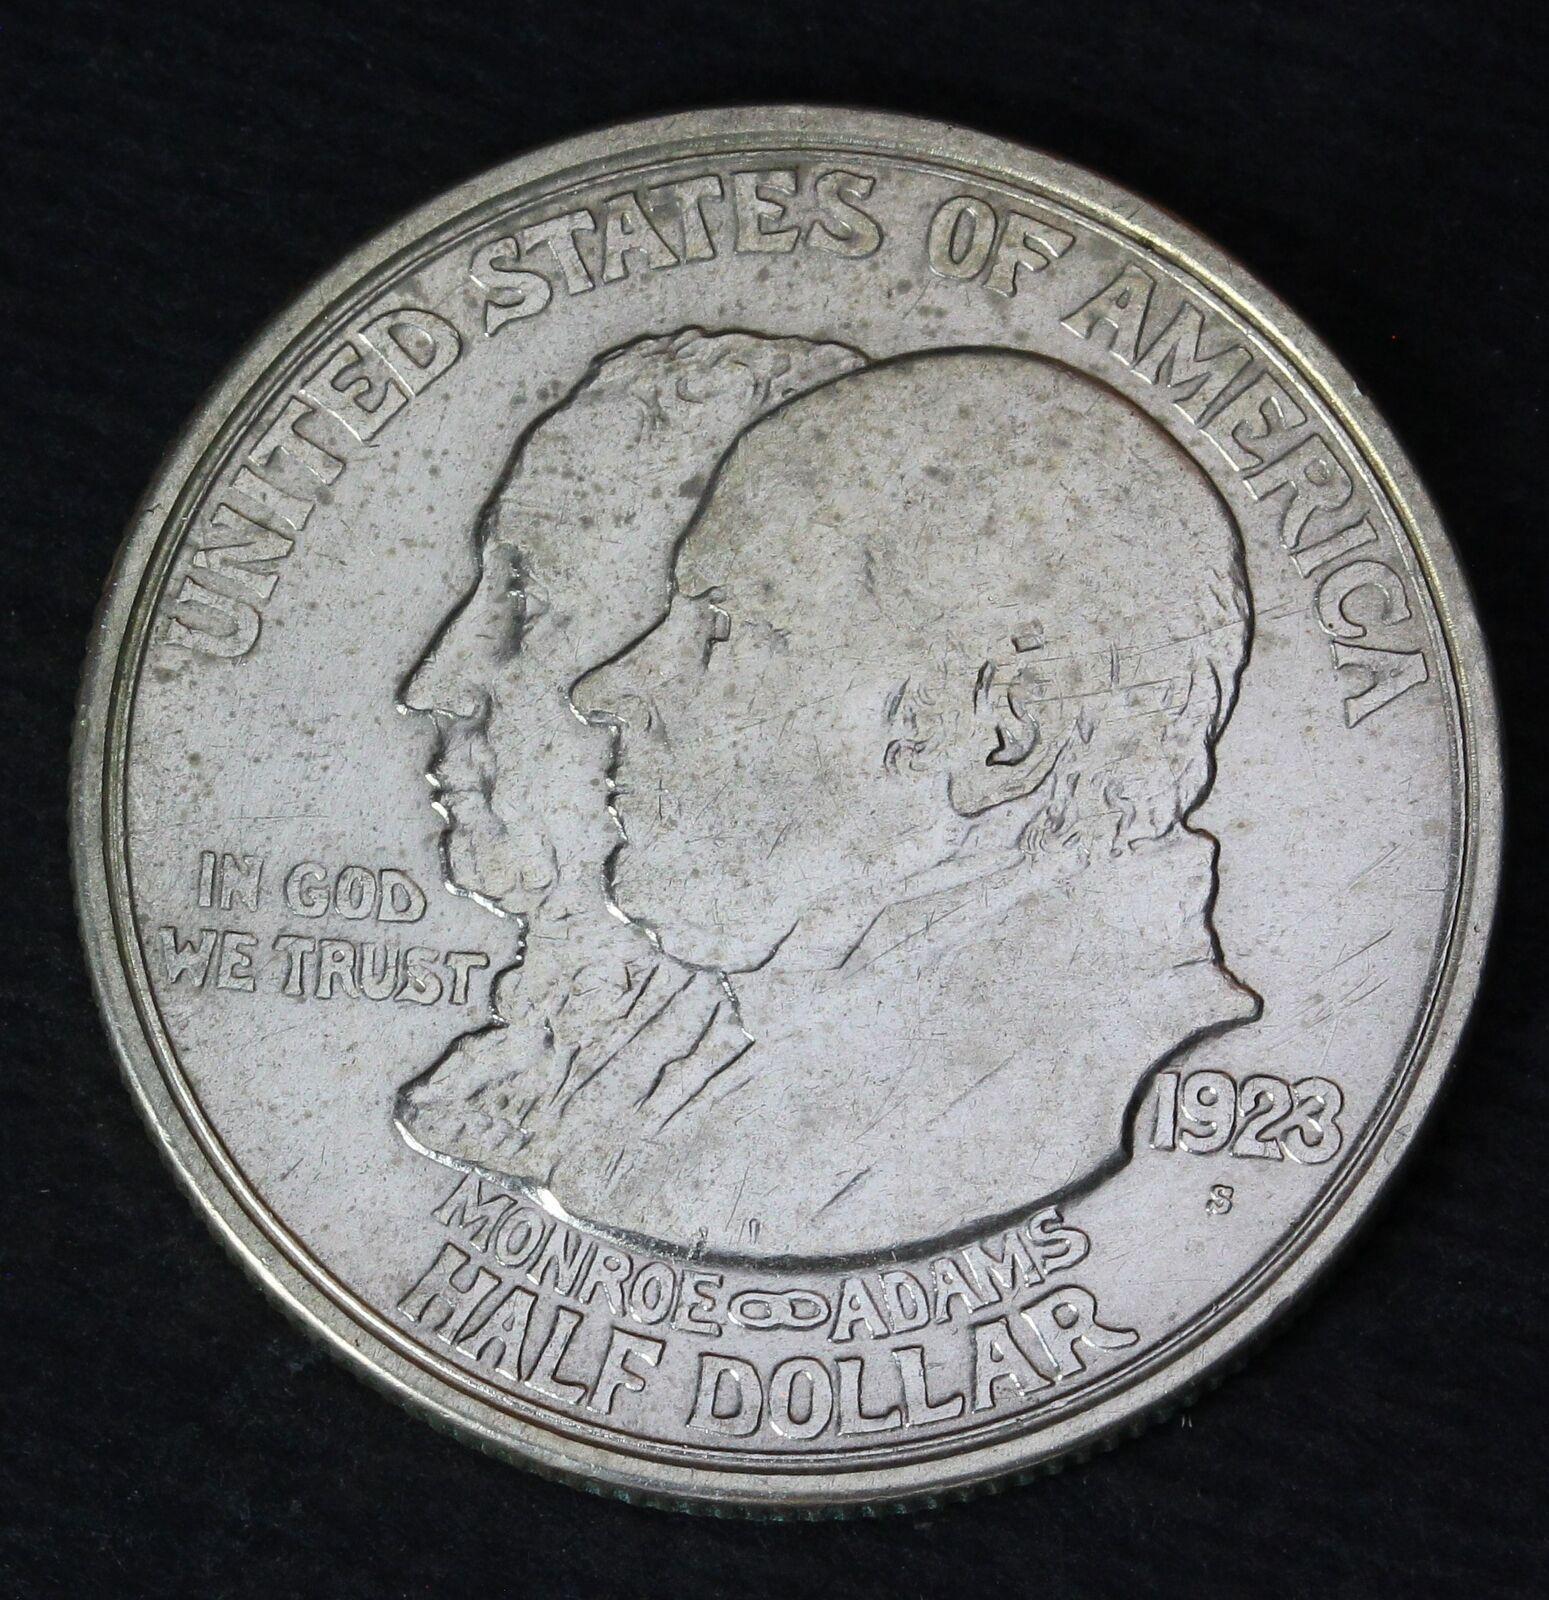 UNITED STATES OF AMERICA
IN GOD
WE TRUST
1923
S
MONROE ADAMS
HALF DOLLAR